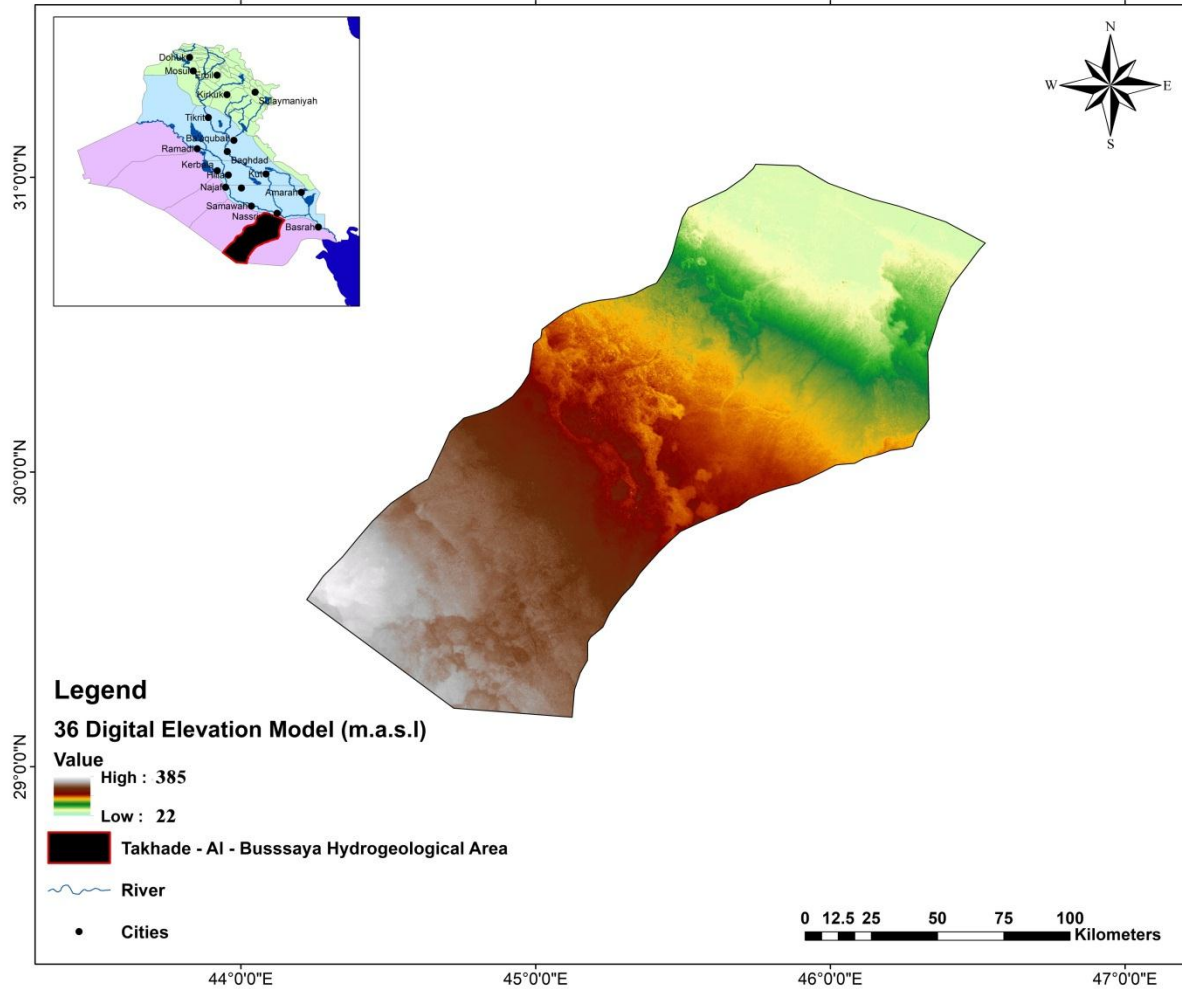 Dohuk
Mosul
Erbil
Kirkuk
Sulaymaniyah
Tikrit
Ba'aqubah
Ramadi
Baghdad
Kerbala
Hilla
Kut
Najaf
Amarah
Samawah
Nassri
Basrah
N
W E
S
31°0'0"N
30°0'0"N
29°0'0"N
Legend
36 Digital Elevation Model (m.a.s.l)
Value
High : 385
Low : 22
Takhade - Al - Busssaya Hydrogeological Area
River
Cities
0 12.5 25 50 75 100
Kilometers
44°0'0"E 45°0'0"E 46°0'0"E 47°0'0"E